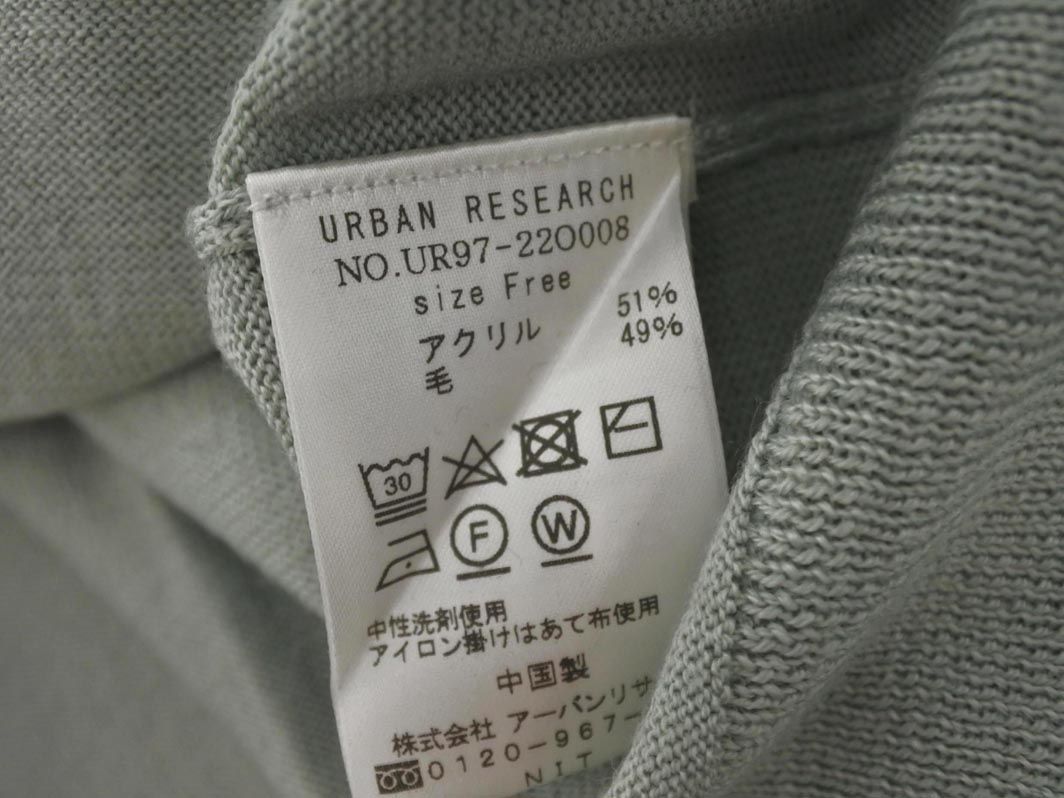 URBAN RESEARCH
NO.UR97-22O008
size Free
アクリル 51%
毛 49%
30
F W
中性洗剤使用
アイロン掛けはあて布使用
中国製
株式会社 アーバンリサ
0120-967-
NIT